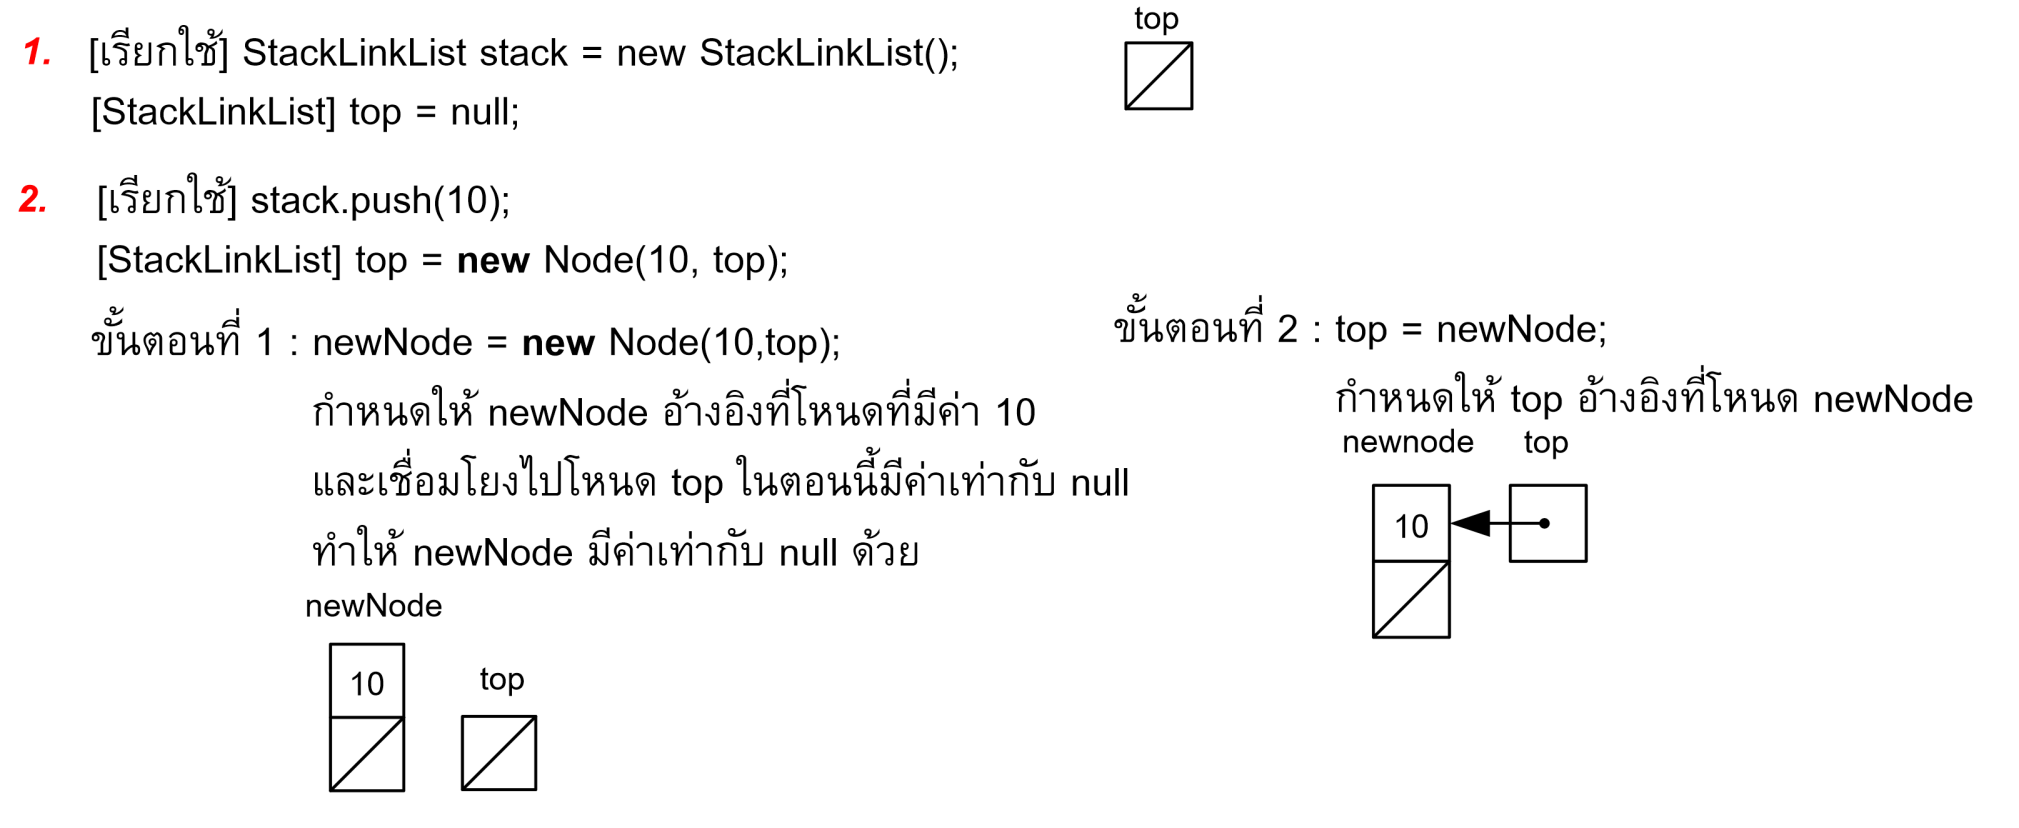 1. [เรียกใช้] StackLinkList stack = new StackLinkList();
[StackLinkList] top = null;
top
2. [เรียกใช้] stack.push(10);
[StackLinkList] top = new Node(10, top);
ขั้นตอนที่ 1 : newNode = new Node(10,top);
กำหนดให้ newNode อ้างอิงที่โหนดที่มีค่า 10
และเชื่อมโยงไปโหนด top ในตอนนี้มีค่าเท่ากับ null
ทำให้ newNode มีค่าเท่ากับ null ด้วย
newNode
10
top
ขั้นตอนที่ 2 : top = newNode;
กำหนดให้ top อ้างอิงที่โหนด newNode
newnode top
10